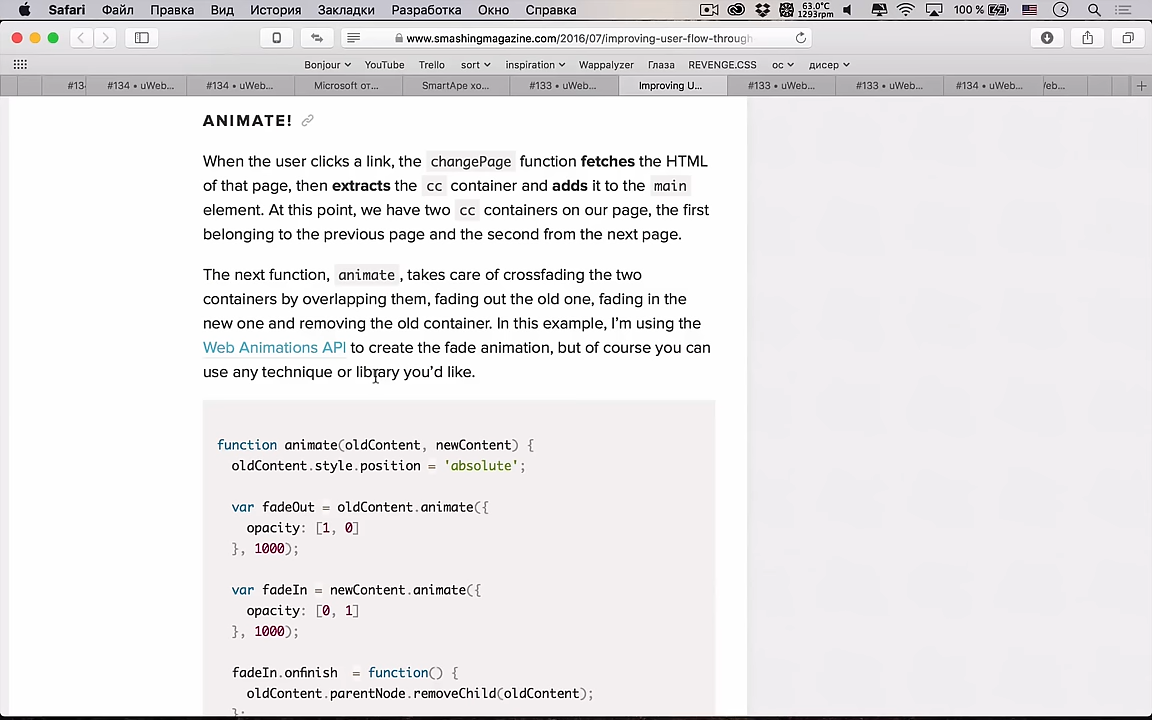 Safari Файл Правка Вид История Закладки Разработка Окно Справка 63.0°C 1293rpm 100 %
www.smashingmagazine.com/2016/07/improving-user-flow-through-
Bonjour YouTube Trello sort inspiration Wappalyzer Глаза REVENGE.CSS ос дисер
#13 #134 • uWeb... #134 • uWeb... Microsoft от... SmartApe хо... #133 • uWeb... Improving U... #133 • uWeb... #133 • uWeb... #134 • uWeb... /eb...
ANIMATE!
When the user clicks a link, the changePage function fetches the HTML
of that page, then extracts the cc container and adds it to the main
element. At this point, we have two cc containers on our page, the first
belonging to the previous page and the second from the next page.
The next function, animate, takes care of crossfading the two
containers by overlapping them, fading out the old one, fading in the
new one and removing the old container. In this example, I'm using the
Web Animations API to create the fade animation, but of course you can
use any technique or library you'd like.
function animate(oldContent, newContent) {
oldContent.style.position = 'absolute';
var fadeOut = oldContent.animate({
opacity: [1, 0]
}, 1000);
var fadeIn = newContent.animate({
opacity: [0, 1]
}, 1000);
fadeIn.onfinish = function() {
oldContent.parentNode.removeChild(oldContent);
};